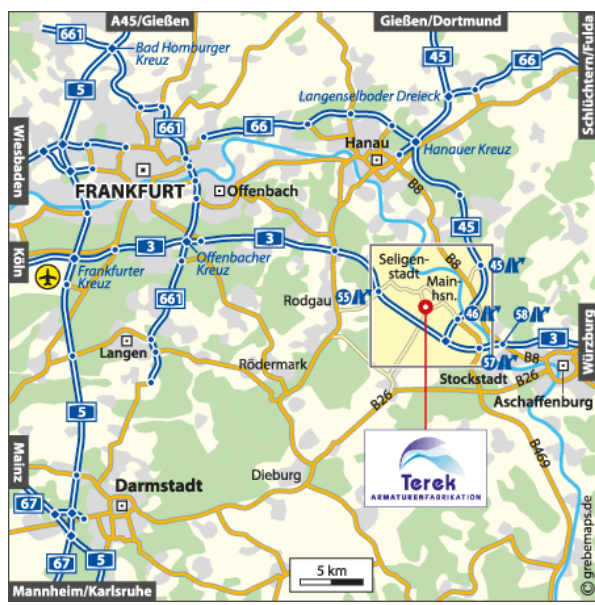 A45/Gießen
Gießen/Dortmund
661
Bad Homburger
Kreuz
45
66
Schlüchtern/Fulda
5
Langenselboder Dreieck
661
66
Wiesbaden
Hanau
Hanauer Kreuz
FRANKFURT
Offenbach
B8
45
Köln
3
Offenbacher
Kreuz
3
Seligen-
stadt
B8
45
Frankfurter
Kreuz
Main-
hsn.
55
Rodgau
46
58
3
661
Würzburg
Langen
57
B8
Rödermark
Stockstadt
B26
B26
Aschaffenburg
5
B469
Terek
ARMATURENFABRIKATION
Mainz
Dieburg
67
Darmstadt
67
5
5 km
Mannheim/Karlsruhe
© grebemaps.de